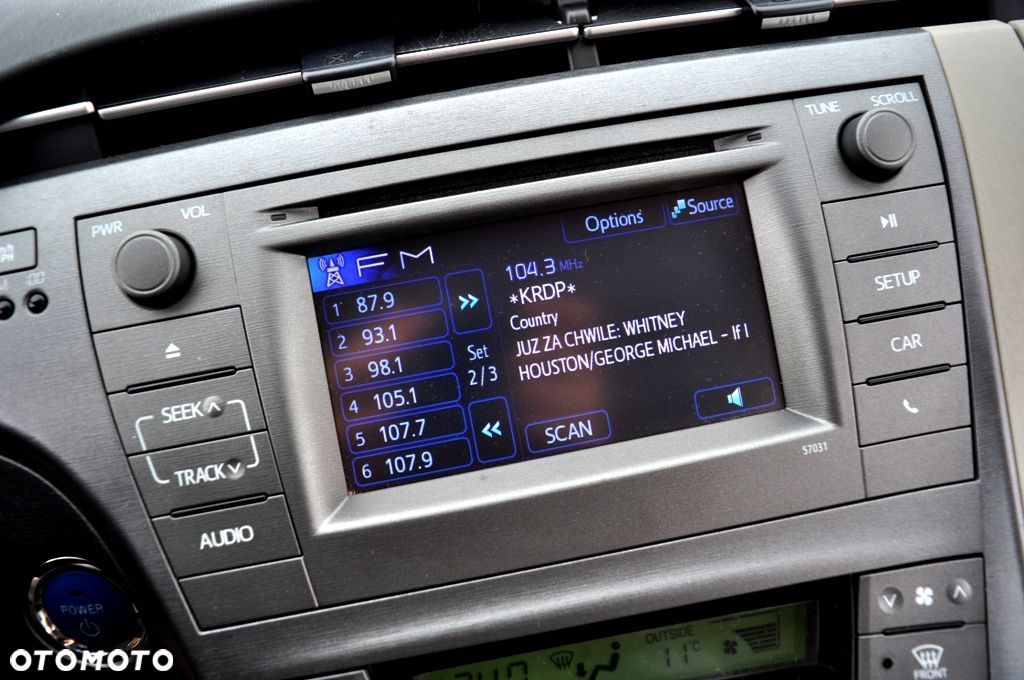 TUNE SCROLL
PWR VOL
Options Source
FM
104.3 MHz
*KRDP*
Country
JUZ ZA CHWILE: WHITNEY
HOUSTON/GEORGE MICHAEL - If I
1 87.9
2 93.1
3 98.1
4 105.1
5 107.7
6 107.9
Set
2/3
SCAN
SETUP
CAR
SEEK
TRACK
AUDIO
57031
POWER
OUTSIDE
11°C
FRONT
OTOMOTO